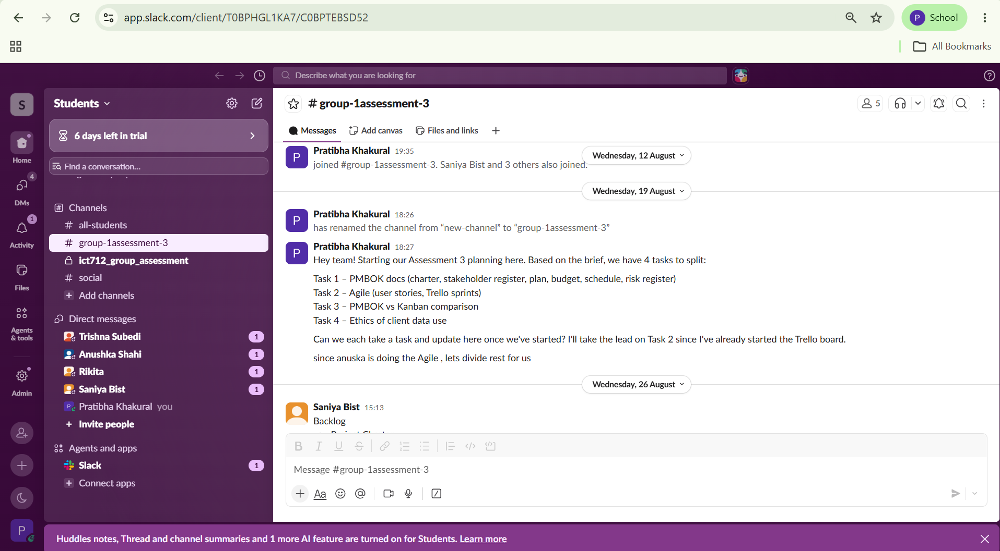 app.slack.com/client/T0BPHGL1KA7/C0BPTEBSD52
P
School
All Bookmarks
Describe what you are looking for
S
Home
DMs
4
Activity
1
Files
Agents
& tools
Admin
P
Students
6 days left in trial
Find a conversation...
Channels
# all-students
# group-1assessment-3
ict712_group_assessment
# social
+ Add channels
Direct messages
Trishna Subedi 1
Anushka Shahi 1
Rikita 1
Saniya Bist 1
P Pratibha Khakural you
+ Invite people
Agents and apps
Slack 1
+ Connect apps
# group-1assessment-3
5
Messages
Add canvas
Files and links
+
P
Pratibha Khakural 19:35
joined #group-1assessment-3. Saniya Bist and 3 others also joined.
Wednesday, 12 August
Wednesday, 19 August
P
Pratibha Khakural 18:26
has renamed the channel from “new-channel” to “group-1assessment-3”
P
Pratibha Khakural 18:27
Hey team! Starting our Assessment 3 planning here. Based on the brief, we have 4 tasks to split:
Task 1 – PMBOK docs (charter, stakeholder register, plan, budget, schedule, risk register)
Task 2 – Agile (user stories, Trello sprints)
Task 3 – PMBOK vs Kanban comparison
Task 4 – Ethics of client data use
Can we each take a task and update here once we've started? I'll take the lead on Task 2 since I've already started the Trello board.
since anuska is doing the Agile , lets divide rest for us
Wednesday, 26 August
Saniya Bist 15:13
Backlog
B I U S
Message #group-1assessment-3
+ Aa @
Huddles notes, Thread and channel summaries and 1 more AI feature are turned on for Students. Learn more